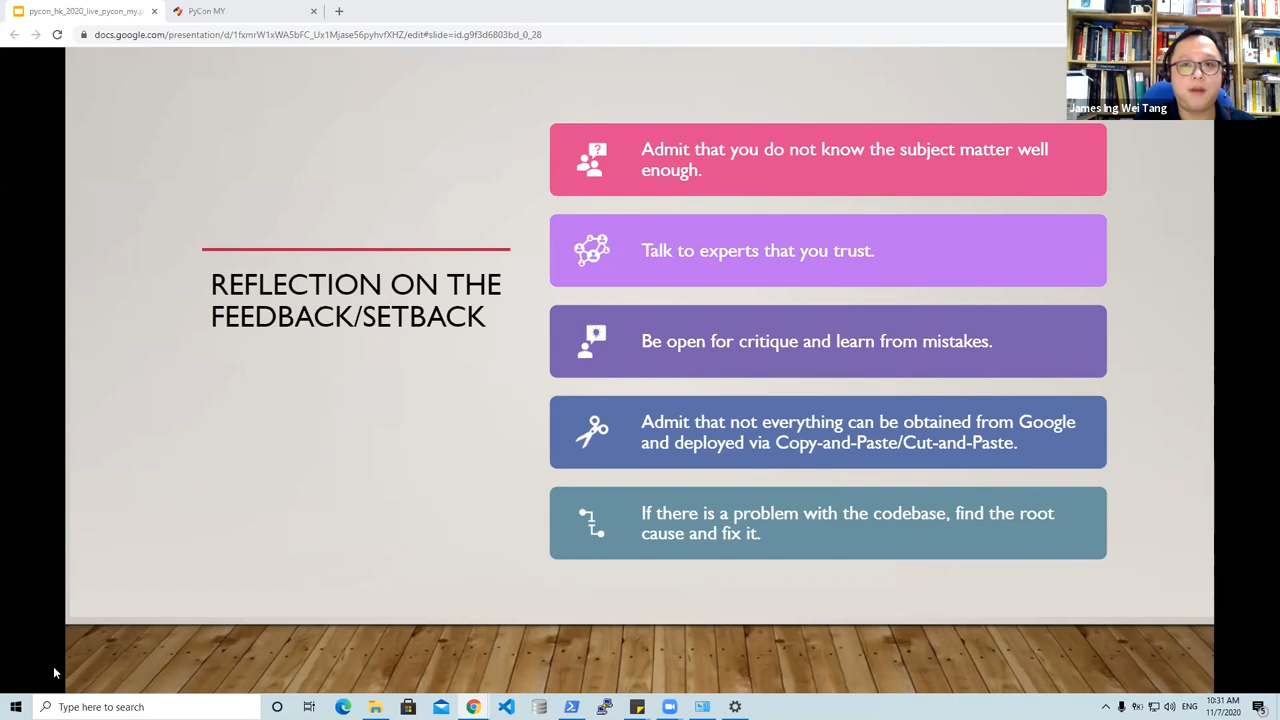 pycon_hk_2020_live_pycon_my.p
PyCon MY
docs.google.com/presentation/d/1fxmrW1xWA5bFC_Ux1Mjase56pyhvfXHZ/edit#slide=id.g9f3d6803bd_0_28
James Ing Wei Tang
REFLECTION ON THE
FEEDBACK/SETBACK
Admit that you do not know the subject matter well
enough.
Talk to experts that you trust.
Be open for critique and learn from mistakes.
Admit that not everything can be obtained from Google
and deployed via Copy-and-Paste/Cut-and-Paste.
If there is a problem with the codebase, find the root
cause and fix it.
Type here to search
ENG
10:31 AM
11/7/2020